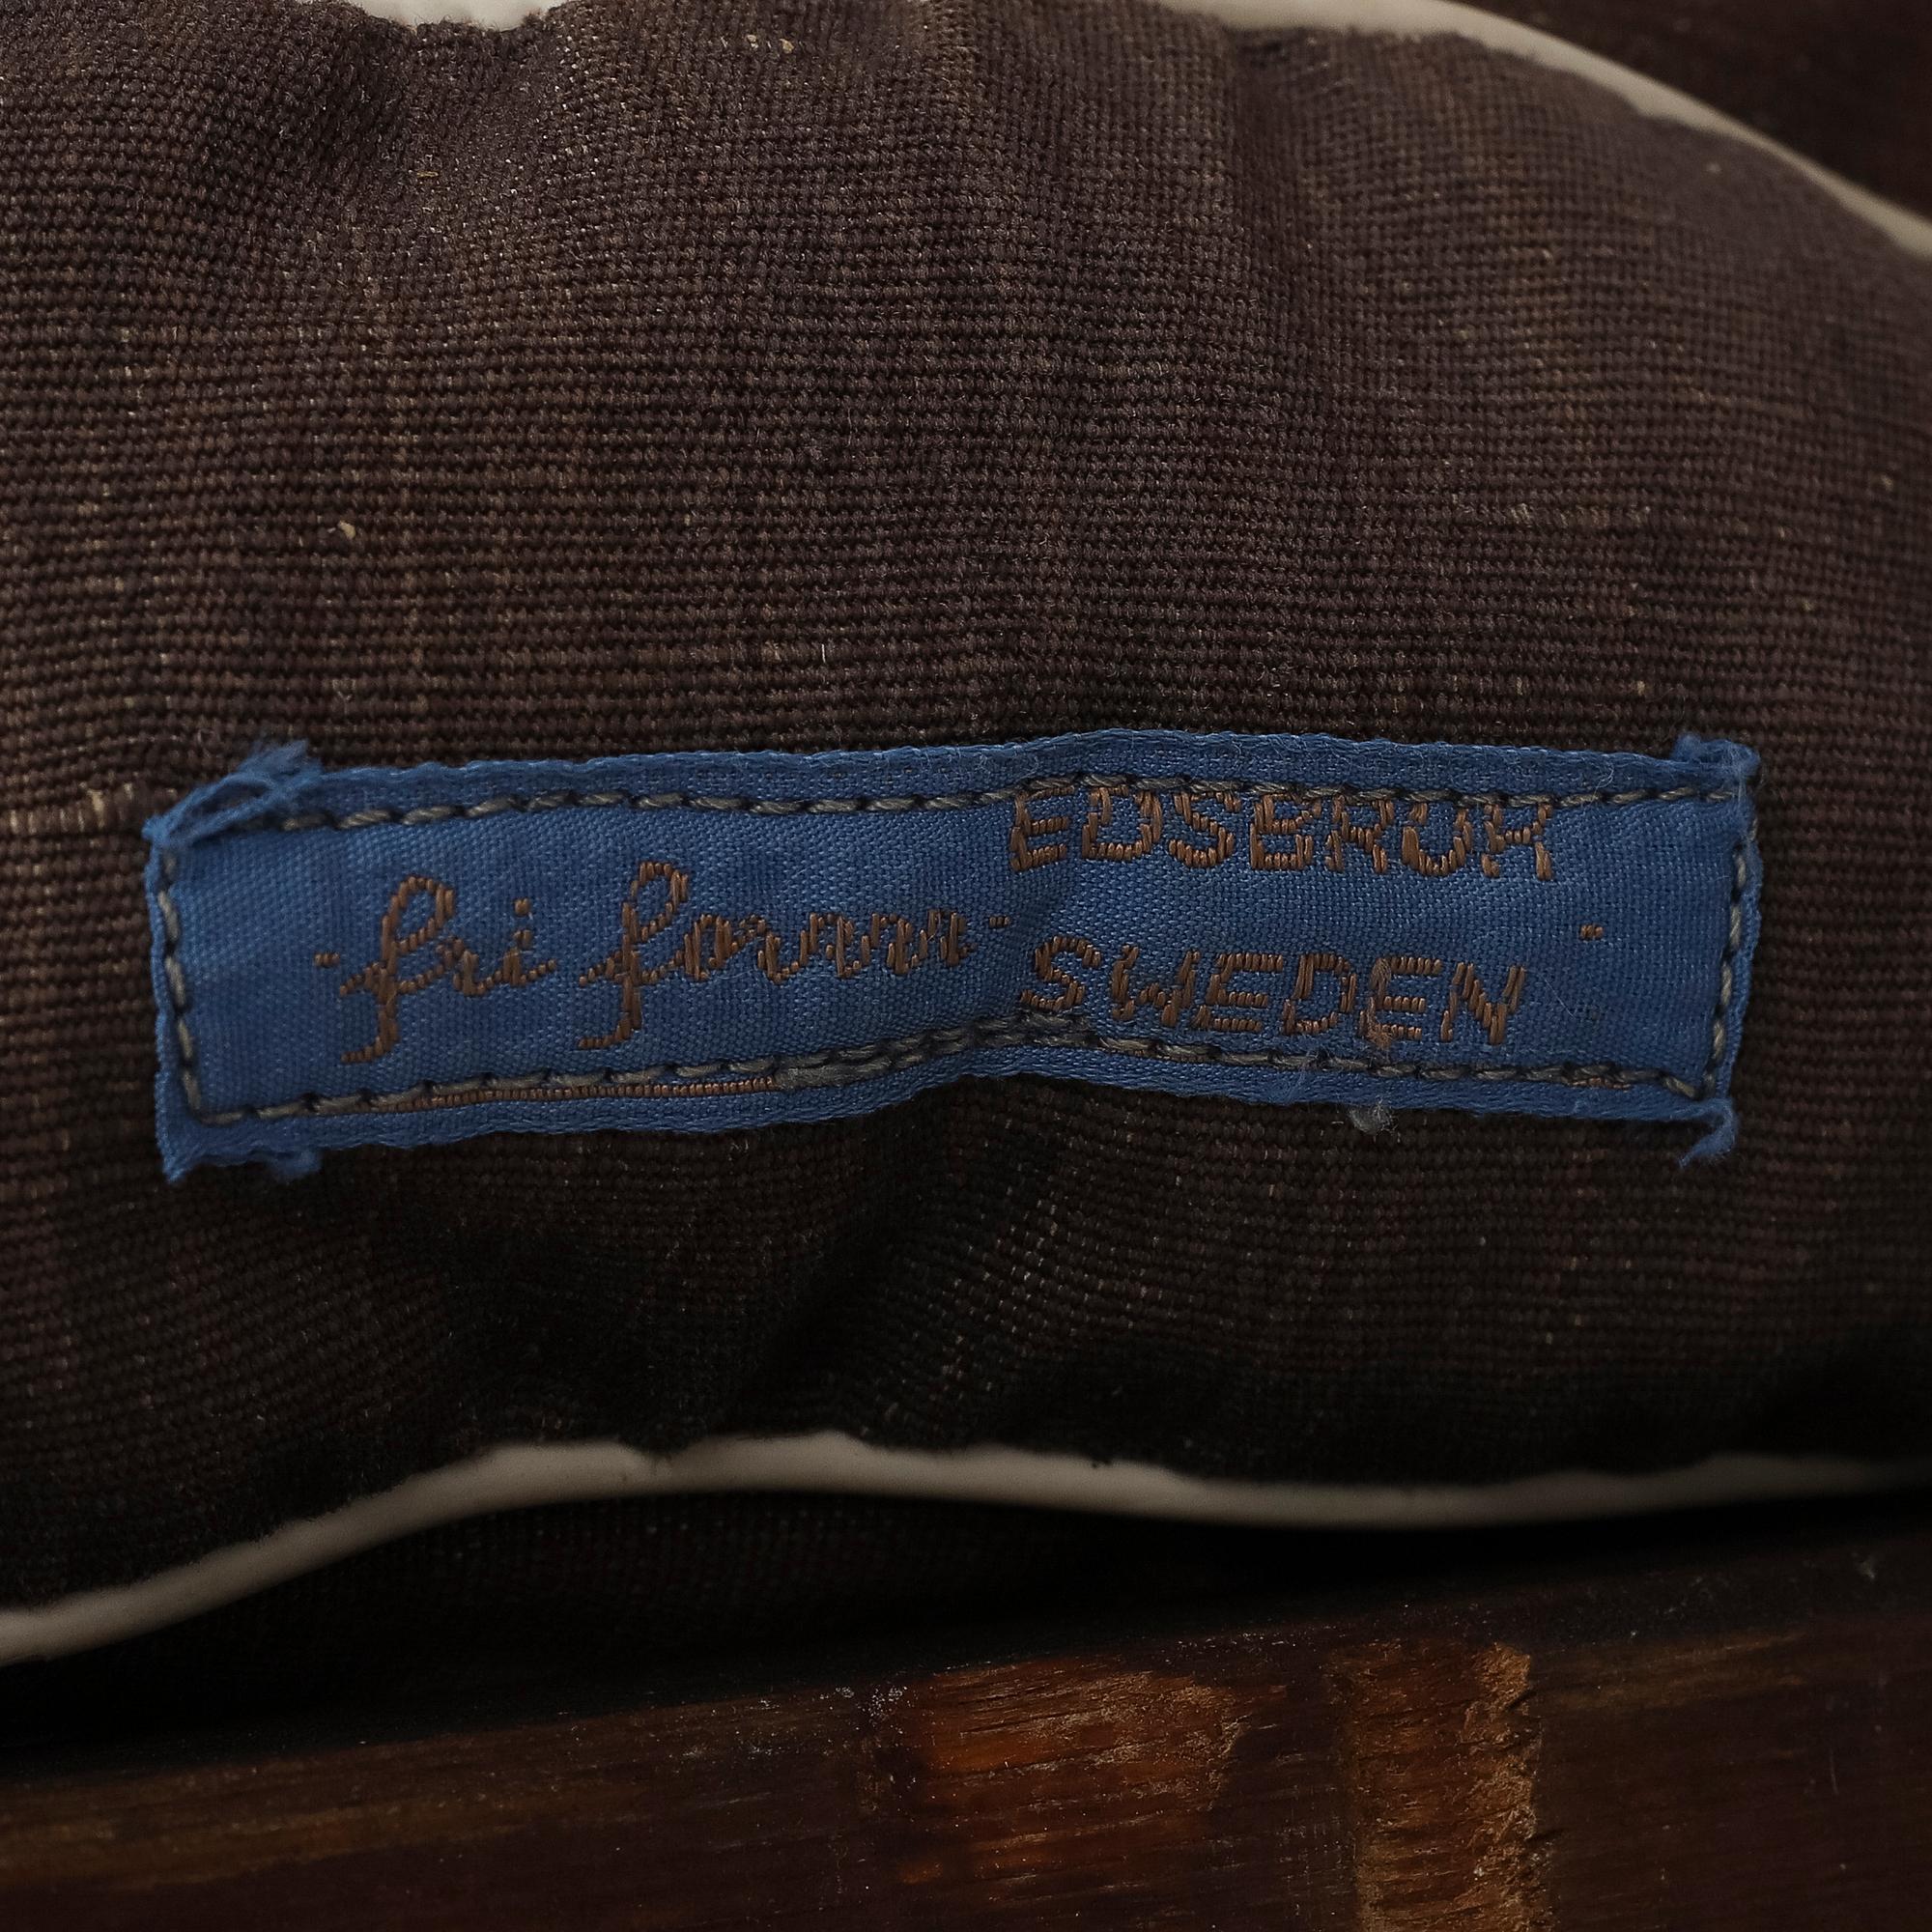 "fri form" EDSBRUK
SWEDEN "